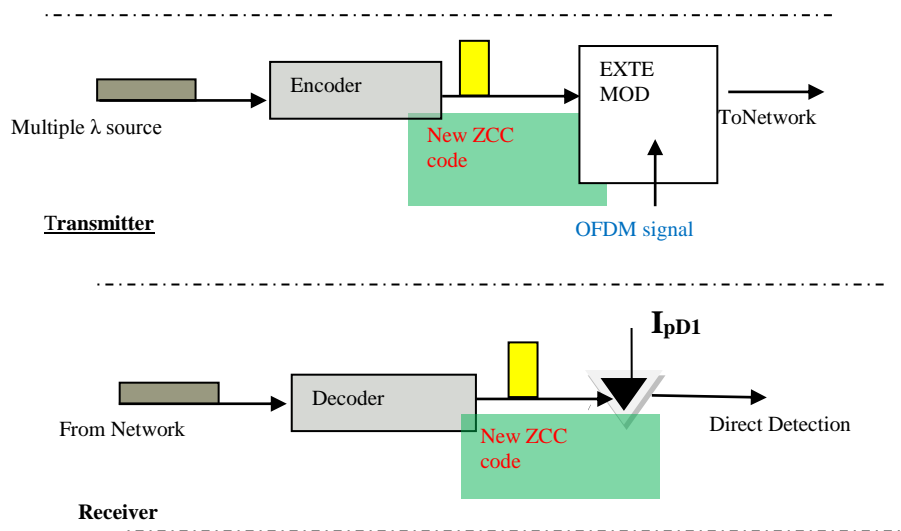 Encoder
EXTE
MOD
Multiple λ source
ToNetwork
New ZCC
code
Transmitter
OFDM signal
IpD1
Decoder
From Network
Direct Detection
New ZCC
code
Receiver